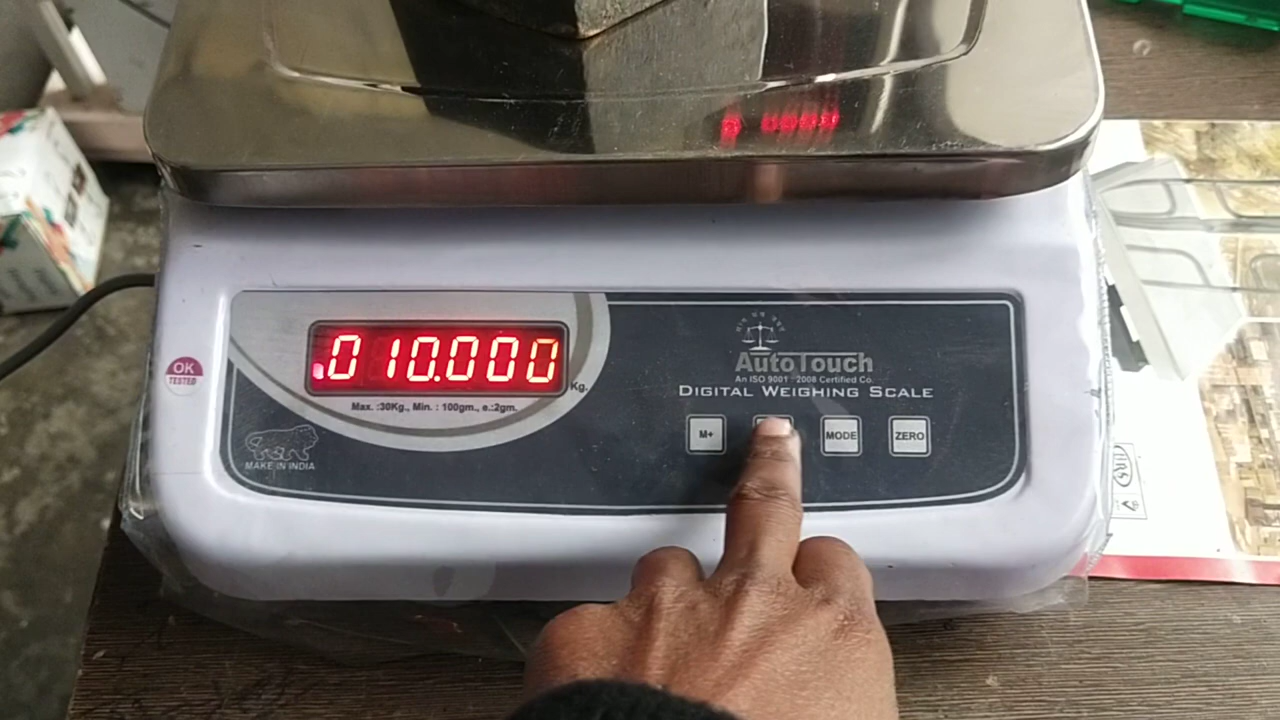 .010.000
Kg.
Max. :30Kg., Min. : 100gm., e.:2gm.
OK
TESTED
MAKE IN INDIA
AutoTouch
An ISO 9001 : 2008 Certified Co.
DIGITAL WEIGHING SCALE
M+
MODE
ZERO